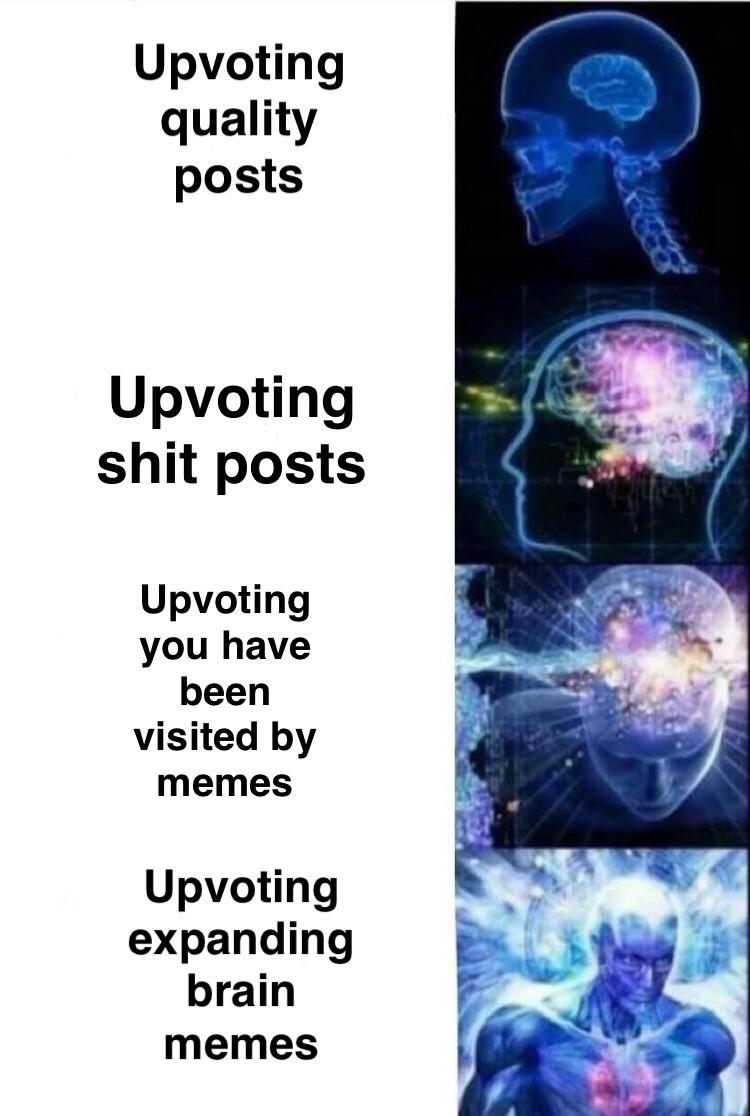 Upvoting
quality
posts
Upvoting
shit posts
Upvoting
you have
been
visited by
memes
Upvoting
expanding
brain
memes